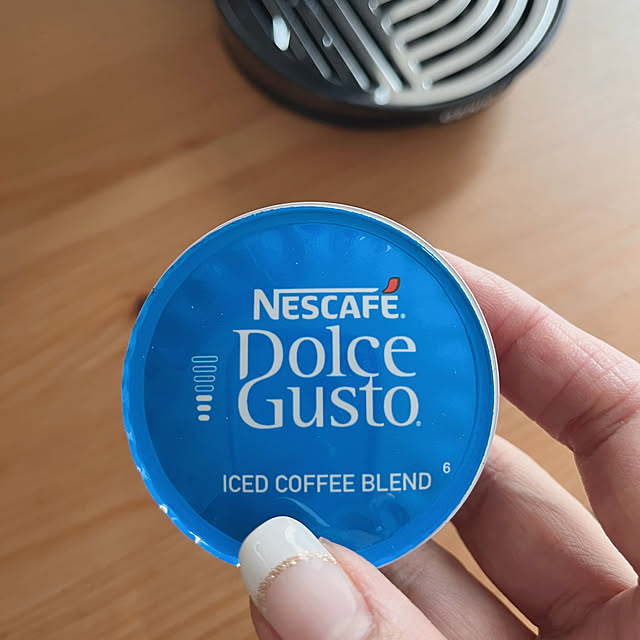 NESCAFÉ®
Dolce
Gusto®
ICED COFFEE BLEND 6